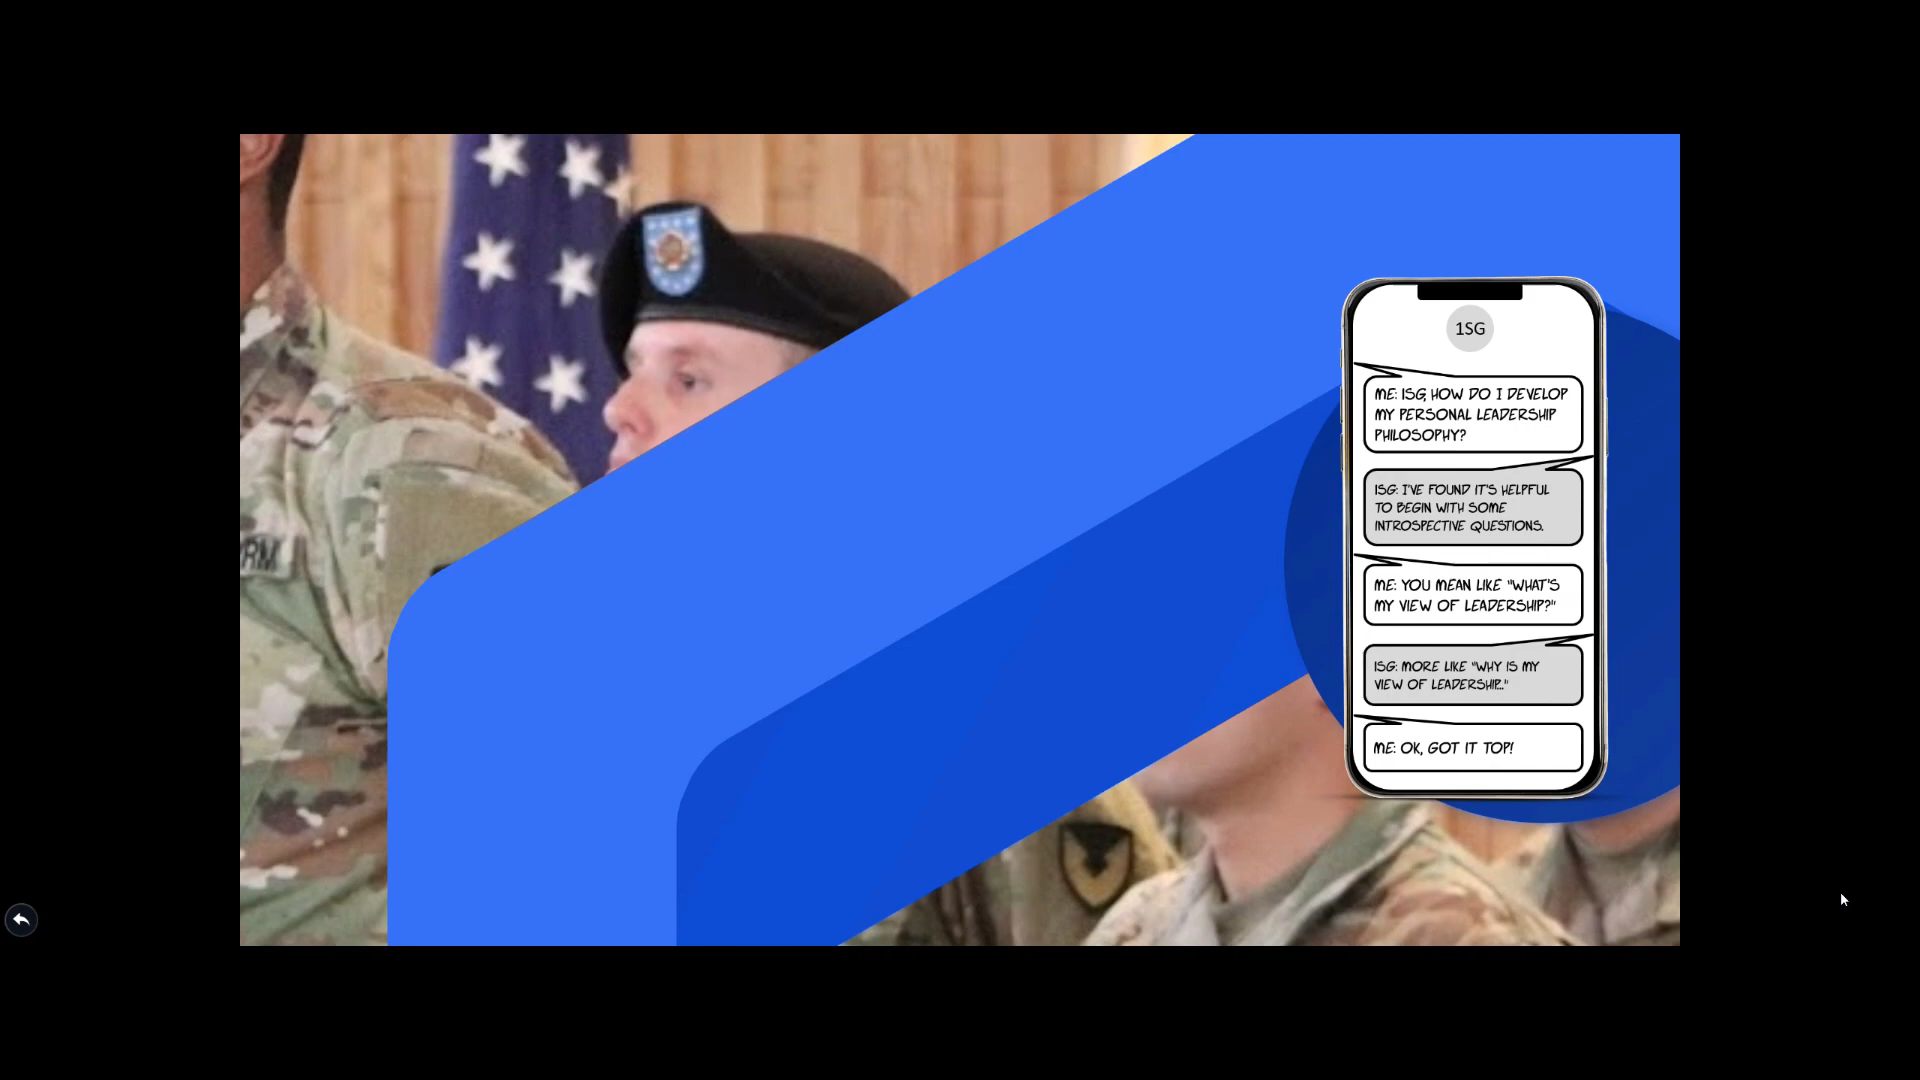 1SG
ME: 1SG, HOW DO I DEVELOP
MY PERSONAL LEADERSHIP
PHILOSOPHY?
1SG: I'VE FOUND IT'S HELPFUL
TO BEGIN WITH SOME
INTROSPECTIVE QUESTIONS.
ME: YOU MEAN LIKE "WHAT'S
MY VIEW OF LEADERSHIP?"
1SG: MORE LIKE "WHY IS MY
VIEW OF LEADERSHIP..."
ME: OK, GOT IT TOP!